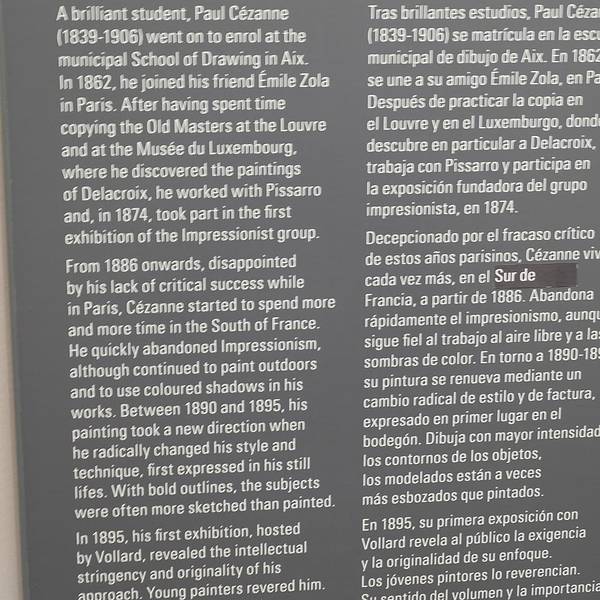 A brilliant student, Paul Cézanne
(1839-1906) went on to enrol at the
municipal School of Drawing in Aix.
In 1862, he joined his friend Émile Zola
in Paris. After having spent time
copying the Old Masters at the Louvre
and at the Musée du Luxembourg,
where he discovered the paintings
of Delacroix, he worked with Pissarro
and, in 1874, took part in the first
exhibition of the Impressionist group.
From 1886 onwards, disappointed
by his lack of critical success while
in Paris, Cézanne started to spend more
and more time in the South of France.
He quickly abandoned Impressionism,
although continued to paint outdoors
and to use coloured shadows in his
works. Between 1890 and 1895, his
painting took a new direction when
he radically changed his style and
technique, first expressed in his still
lifes. With bold outlines, the subjects
were often more sketched than painted.
In 1895, his first exhibition, hosted
by Vollard, revealed the intellectual
stringency and originality of his
approach. Young painters revered him.
Tras brillantes estudios, Paul
(1839-1906) se matrícula en la
municipal de dibujo de Aix. En 1862
se une a su amigo Émile Zola, en
Después de practicar la copia en
el Louvre y en el Luxemburgo,
descubre en particular a Delacroix,
trabaja con Pissarro y participa en
la exposición fundadora del grupo
impresionista, en 1874.
Decepcionado por el fracaso crítico
de estos años parisinos, Cézanne
cada vez más, en el Sur de
Francia, a partir de 1886. Abandona
rápidamente el impresionismo,
sigue fiel al trabajo al aire libre y a
sombras de color. En torno a
su pintura se renueva mediante un
cambio radical de estilo y de factura,
expresado en primer lugar en el
bodegón. Dibuja con mayor intensidad
los contornos de los objetos,
los modelados están a veces
más esbozados que pintados.
En 1895, su primera exposición con
Vollard revela al público la exigencia
y la originalidad de su enfoque.
Los jóvenes pintores lo reverencian.
Su sentido del volumen y la